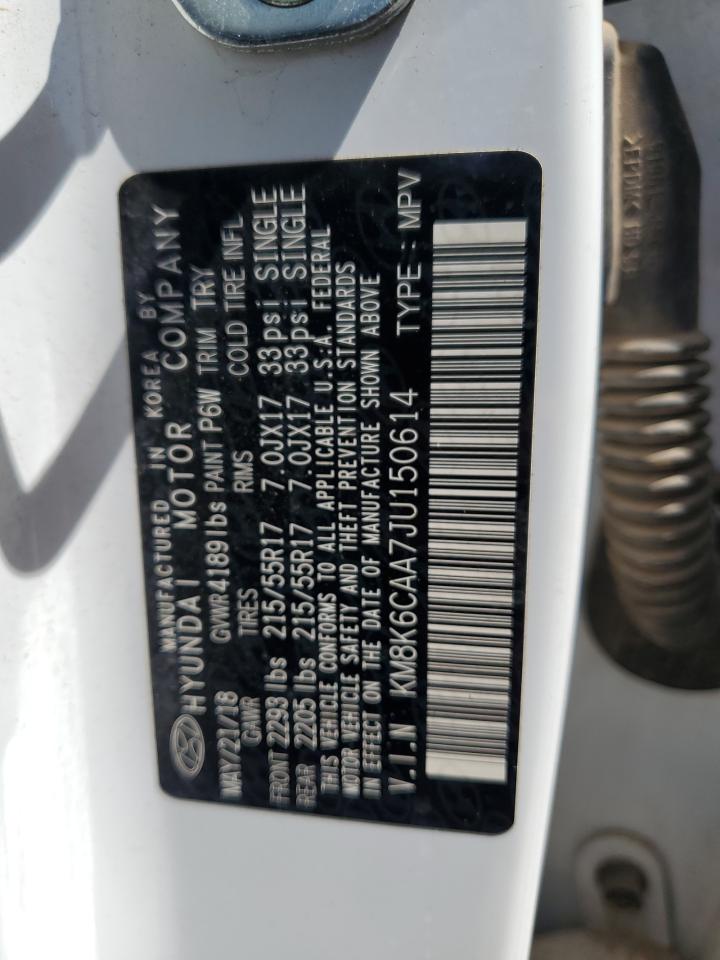 MANUFACTURED IN KOREA BY
HYUNDAI MOTOR COMPANY
MAY/21/18 GVWR 4189 lbs PAINT P6W TRIM TRY
GAWR TIRES RIMS COLD TIRE INFL
FRONT 2293 lbs 215/55R17 7.0JX17 33psi SINGLE
REAR 2205 lbs 215/55R17 7.0JX17 33psi SINGLE
THIS VEHICLE CONFORMS TO ALL APPLICABLE U.S.A. FEDERAL
MOTOR VEHICLE SAFETY AND THEFT PREVENTION STANDARDS
IN EFFECT ON THE DATE OF MANUFACTURE SHOWN ABOVE
V.I.N KM8K6CAA7JU150614 TYPE : MPV